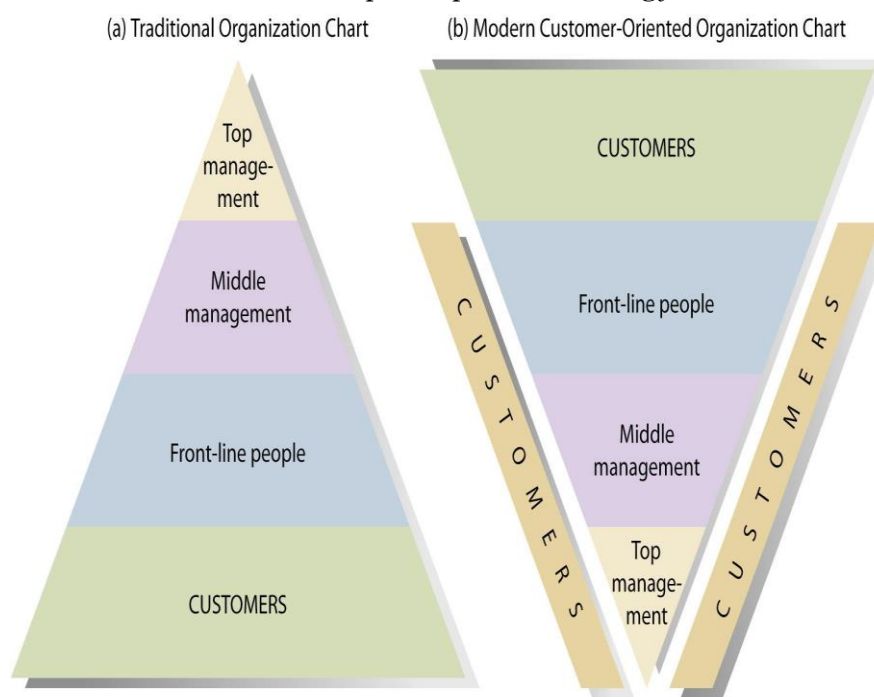 (a) Traditional Organization Chart
(b) Modern Customer-Oriented Organization Chart
Top
manage-
ment
Middle
management
Front-line people
CUSTOMERS
CUSTOMERS
Front-line people
Middle
management
Top
manage-
ment
CUSTOMERS
CUSTOMERS